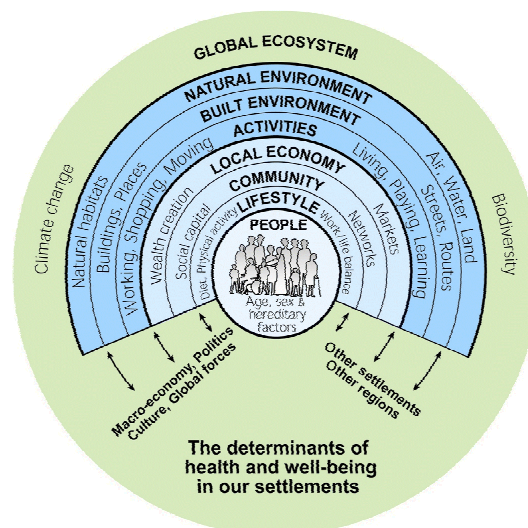 GLOBAL ECOSYSTEM
NATURAL ENVIRONMENT
BUILT ENVIRONMENT
ACTIVITIES
LOCAL ECONOMY
COMMUNITY
LIFESTYLE
PEOPLE
Climate change
Natural habitats
Buildings, Places
Working, Shopping, Moving
Wealth creation
Social capital
Diet, Physical activity
Work/life balance
Networks
Markets
Living, Playing, Learning
Streets, Routes
Air, Water, Land
Biodiversity
Age, sex &
hereditary
factors
Macro-economy, Politics
Culture, Global forces
Other settlements
Other regions
The determinants of
health and well-being
in our settlements